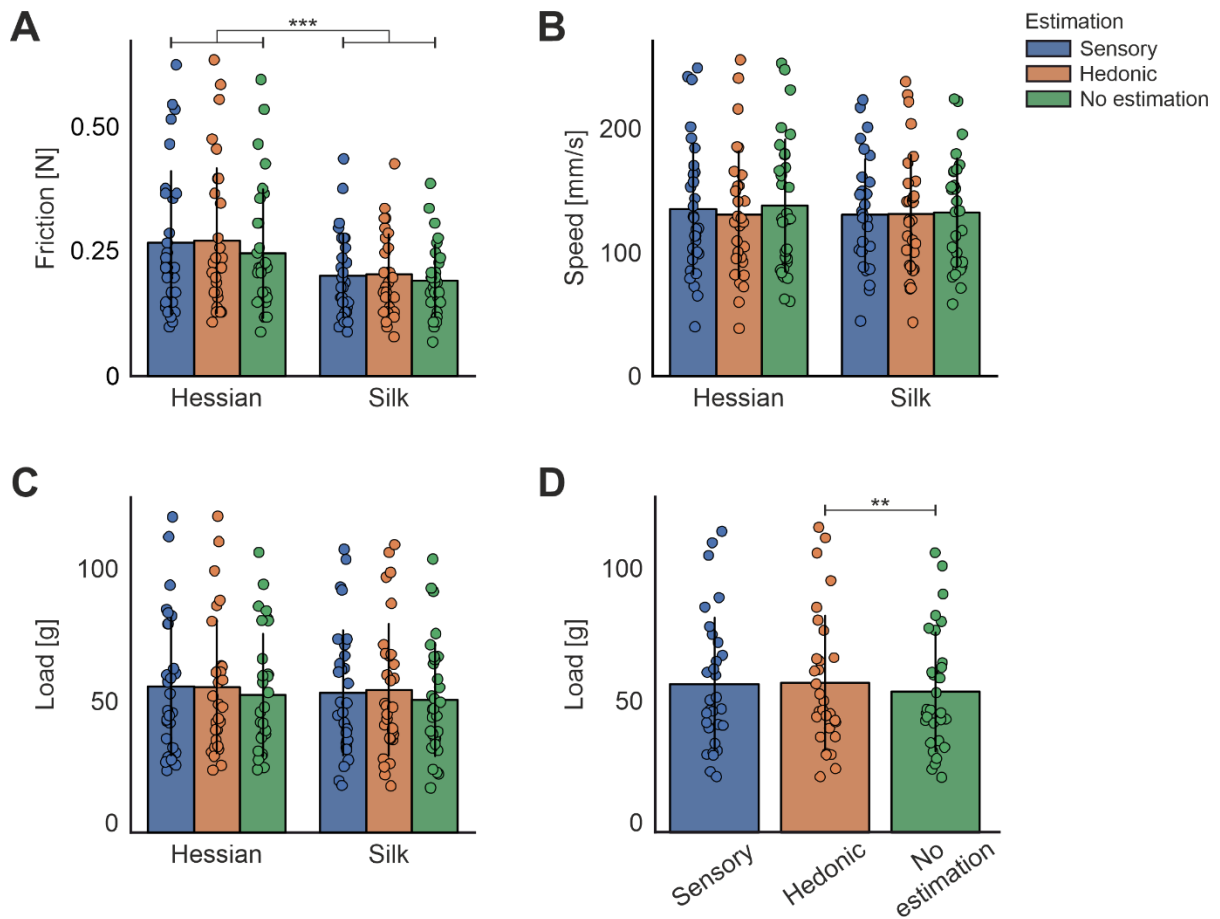 A
***
Friction [N]
0.50
0.25
0
Hessian
Silk
B
Speed [mm/s]
200
100
0
Hessian
Silk
Estimation
Sensory
Hedonic
No estimation
C
Load [g]
100
50
0
Hessian
Silk
D
**
Load [g]
100
50
0
Sensory
Hedonic
No
estimation